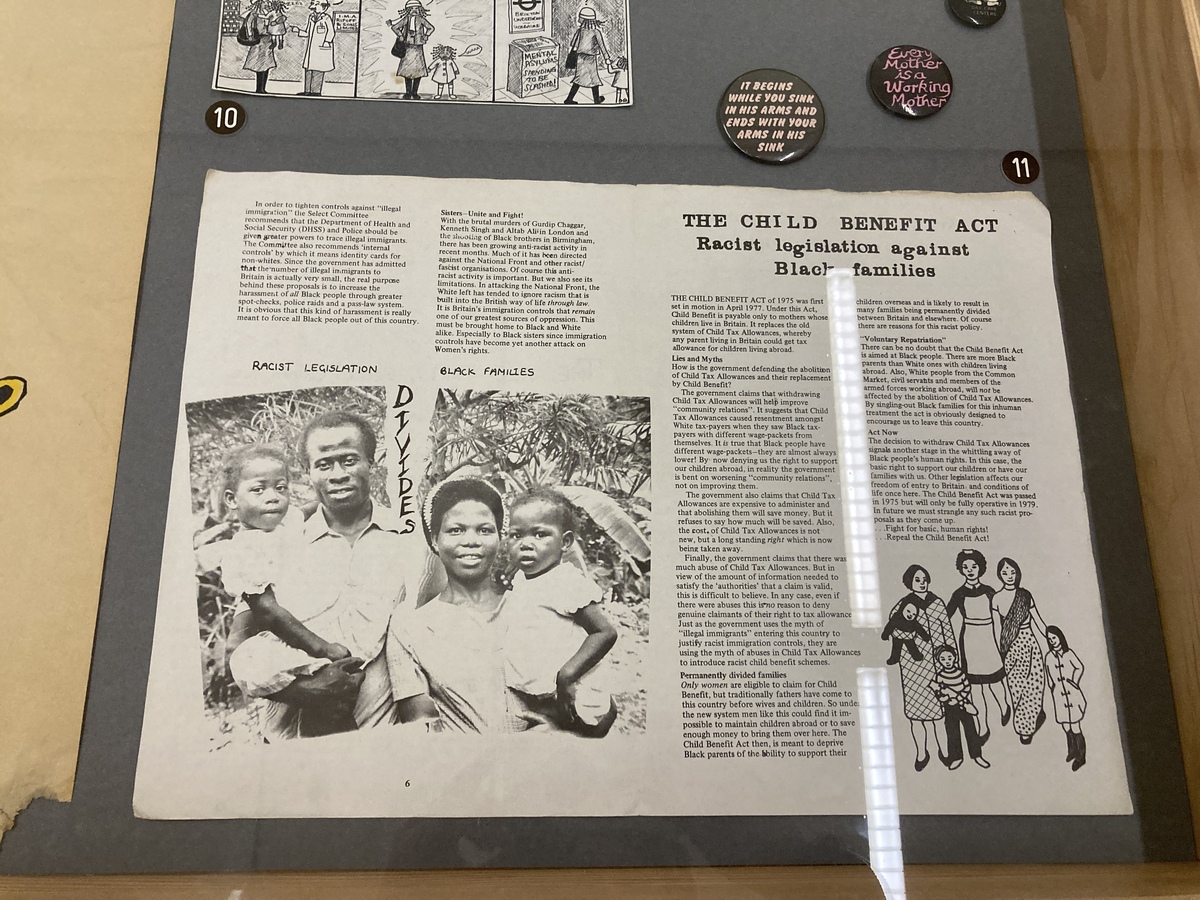 I·M·A
MENTAL
ASYLUMS
SPENDING
TO BE
SLASHED!
Every
Mother
is a
Working
Mother
IT BEGINS
WHILE YOU SINK
IN HIS ARMS AND
ENDS WITH YOUR
ARMS IN HIS
SINK
10
11
In order to tighten controls against "illegal
immigration" the Select Committee
recommends that the Department of Health and
Social Security (DHSS) and Police should be
given greater powers to trace illegal immigrants.
The Committee also recommends 'internal
controls' by which it means identity cards for
non-whites. Since the government has admitted
that the number of illegal immigrants to
Britain is actually very small, the real purpose
behind these proposals is to increase the
harassment of all Black people through greater
spot-checks, police raids and a pass-law system.
It is obvious that this kind of harassment is really
meant to force all Black people out of this country.
Sisters—Unite and Fight!
With the brutal murders of Gurdip Chaggar,
Kenneth Singh and Altab Ali in London and
the shooting of Black brothers in Birmingham,
there has been growing anti-racist activity in
recent months. Much of it has been directed
against the National Front and other racist/
fascist organisations. Of course this anti-
racist activity is important. But we also see its
limitations. In attacking the National Front, the
White left has tended to ignore racism that is
built into the British way of life through law.
It is Britain's immigration controls that remain
one of our greatest sources of oppression. This
must be brought home to Black and White
alike. Especially to Black sisters since immigration
controls have become yet another attack on
Women's rights.
RACIST LEGISLATION
DIVIDES
BLACK FAMILIES
6
THE CHILD BENEFIT ACT
Racist legislation against
Black families
THE CHILD BENEFIT ACT of 1975 was first
set in motion in April 1977. Under this Act,
Child Benefit is payable only to mothers whose
children live in Britain. It replaces the old
system of Child Tax Allowances, whereby
any parent living in Britain could get tax
allowance for children living abroad.
Lies and Myths
How is the government defending the abolition
of Child Tax Allowances and their replacement
by Child Benefit?
The government claims that withdrawing
Child Tax Allowances will help improve
"community relations". It suggests that Child
Tax Allowances caused resentment amongst
White tax-payers when they saw Black tax-
payers with different wage-packets from
themselves. It is true that Black people have
different wage-packets—they are almost always
lower! By now denying us the right to support
our children abroad, in reality the government
is bent on worsening "community relations",
not on improving them.
The government also claims that Child Tax
Allowances are expensive to administer and
that abolishing them will save money. But it
refuses to say how much will be saved. Also,
the cost of Child Allowances is not
new, but a long standing right which is now
being taken away.
Finally, the government claims that there was
much abuse of Child Tax Allowances. But in
view of the amount of information needed to
satisfy the 'authorities' that a claim is valid,
this is difficult to believe. In any case, even if
there were abuses this is no reason to deny
genuine claimants of their right to tax allowance
Just as the government uses the myth of
"illegal immigrants" entering this country to
justify racist immigration controls, they are
using the myth of abuses in Child Tax Allowances
to introduce racist child benefit schemes.
Permanently divided families
Only women are eligible to claim for Child
Benefit, but traditionally fathers have come to
this country before wives and children. So under
the new system men like this could find it im-
possible to maintain children abroad or to save
enough money to bring them over here. The
Child Benefit Act then, is meant to deprive
Black parents of the ability to support their
children overseas and is likely to result in
many families being permanently divided
between Britain and elsewhere. Of course
there are reasons for this racist policy.
"Voluntary Repatriation"
There can be no doubt that the Child Benefit Act
is aimed at Black people. There are more Black
parents than White ones with children living
abroad. Also, White people from the Common
Market, civil servants and members of the
armed forces working abroad, will not be
affected by the abolition of Child Tax Allowances.
By singling-out Black families for this inhuman
treatment the act is obviously designed to
encourage us to leave this country.
Act Now
The decision to withdraw Child Tax Allowances
signals another stage in the whittling away of
Black people's human rights. In this case, the
basic right to support our children or have our
families with us. Other legislation affects our
freedom of entry to Britain and conditions of
life once here. The Child Benefit Act was passed
in 1975 but will only be fully operative in 1979.
In future we must strangle any such racist pro-
posals as they come up.
. . .Fight for basic, human rights!
. . .Repeal the Child Benefit Act!